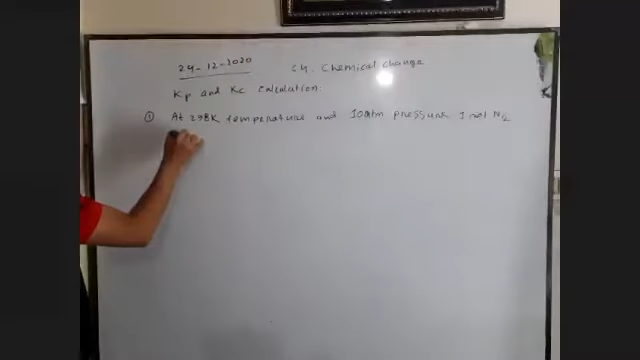 24-12-2020 CH. Chemical change
Kp and Kc calculation:
① At 298K temperature and 10atm pressure 1 mol N₂